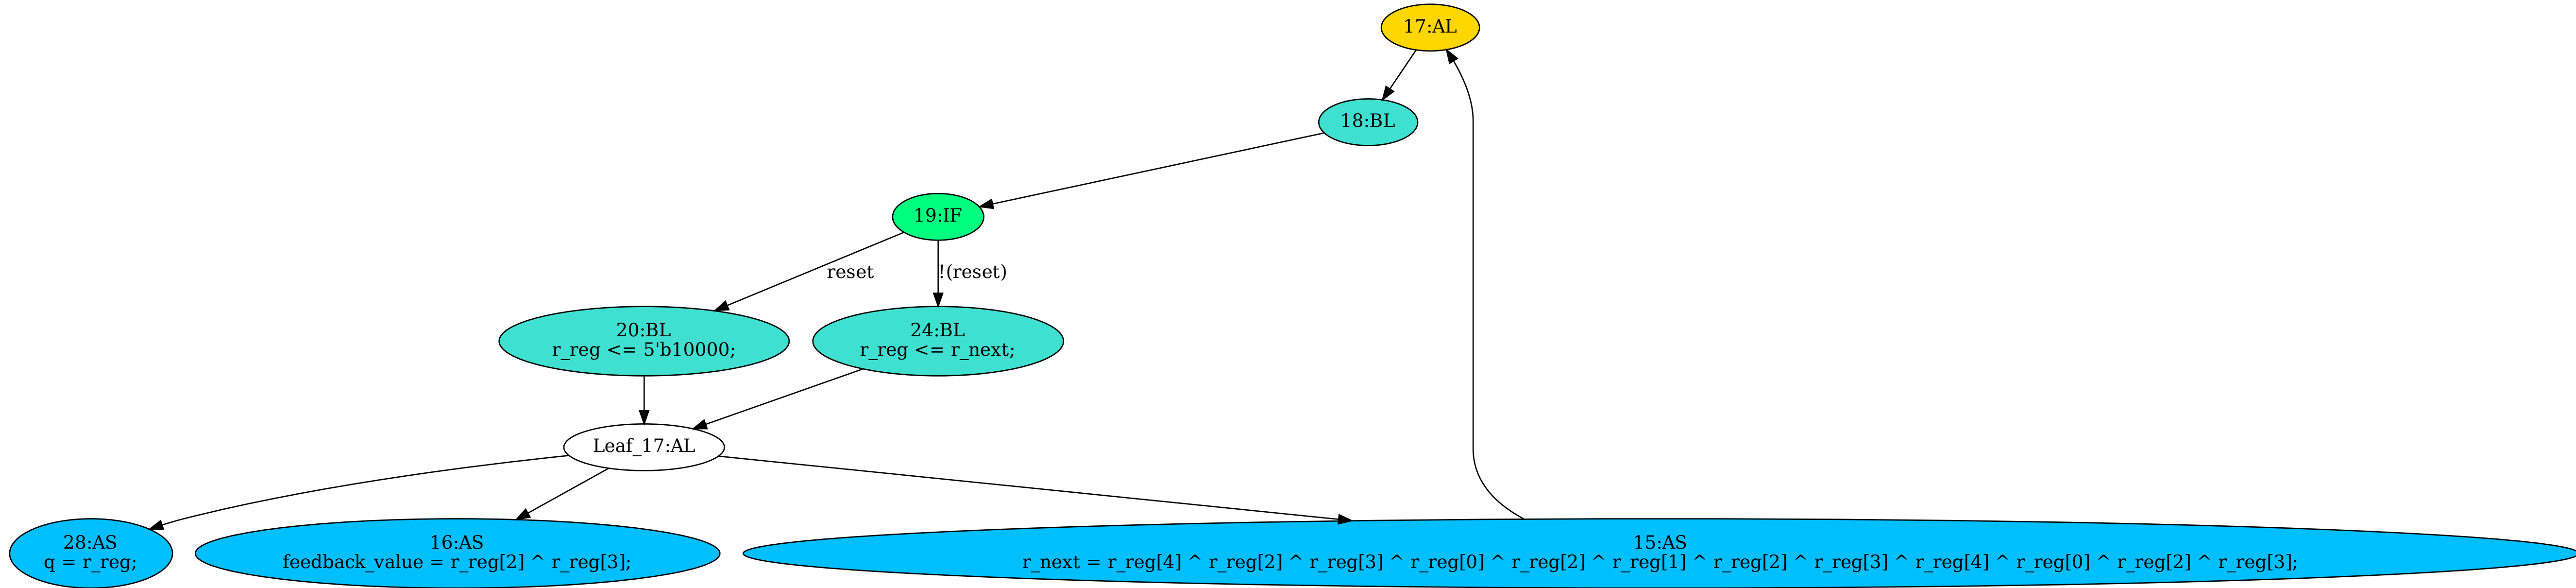 17:AL
18:BL
19:IF
reset
!(reset)
20:BL
r_reg <= 5'b10000;
24:BL
r_reg <= r_next;
Leaf_17:AL
28:AS
q = r_reg;
16:AS
feedback_value = r_reg[2] ^ r_reg[3];
15:AS
r_next = r_reg[4] ^ r_reg[2] ^ r_reg[3] ^ r_reg[0] ^ r_reg[2] ^ r_reg[1] ^ r_reg[2] ^ r_reg[3] ^ r_reg[4] ^ r_reg[0] ^ r_reg[2] ^ r_reg[3];